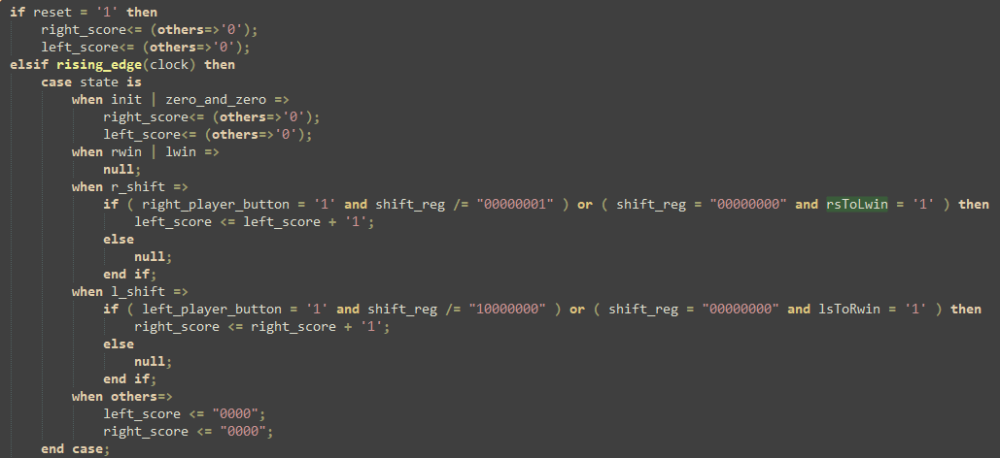 if reset = '1' then
    right_score<= (others=>'0');
    left_score<= (others=>'0');
elsif rising_edge(clock) then
    case state is
        when init | zero_and_zero =>
            right_score<= (others=>'0');
            left_score<= (others=>'0');
        when rwin | lwin =>
            null;
        when r_shift =>
            if ( right_player_button = '1' and shift_reg /= "00000001" ) or ( shift_reg = "00000000" and rsToLwin = '1' ) then
                left_score <= left_score + '1';
            else
                null;
            end if;
        when l_shift =>
            if ( left_player_button = '1' and shift_reg /= "10000000" ) or ( shift_reg = "00000000" and lsToRwin = '1' ) then
                right_score <= right_score + '1';
            else
                null;
            end if;
        when others=>
            left_score <= "0000";
            right_score <= "0000";
    end case;